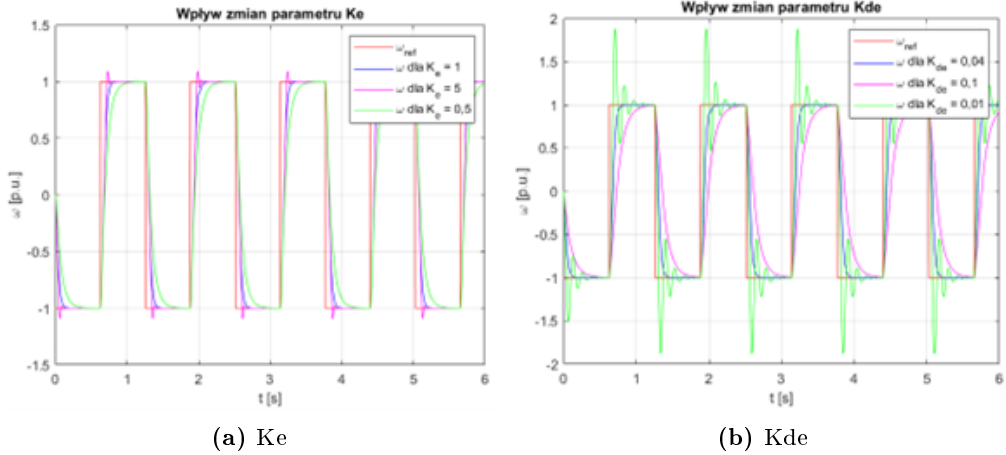 Wpływ zmian parametru Ke
1.5
1
0.5
0
-0.5
-1
-1.5
0 1 2 3 4 5 6
ω [p.u.]
t [s]
ω_ref
ω dla K_e = 1
ω dla K_e = 5
ω dla K_e = 0,5
(a) Ke
Wpływ zmian parametru Kde
2
1.5
1
0.5
0
-0.5
-1
-1.5
-2
0 1 2 3 4 5 6
ω [p.u.]
t [s]
ω_ref
ω dla K_de = 0,04
ω dla K_de = 0,1
ω dla K_de = 0,01
(b) Kde